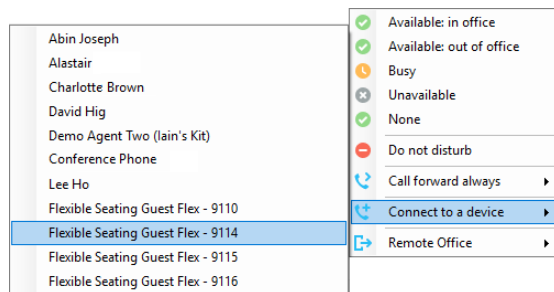 Abin Joseph
Alastair
Charlotte Brown
David Hig
Demo Agent Two (Iain's Kit)
Conference Phone
Lee Ho
Flexible Seating Guest Flex - 9110
Flexible Seating Guest Flex - 9114
Flexible Seating Guest Flex - 9115
Flexible Seating Guest Flex - 9116
Available: in office
Available: out of office
Busy
Unavailable
None
Do not disturb
Call forward always
Connect to a device
Remote Office